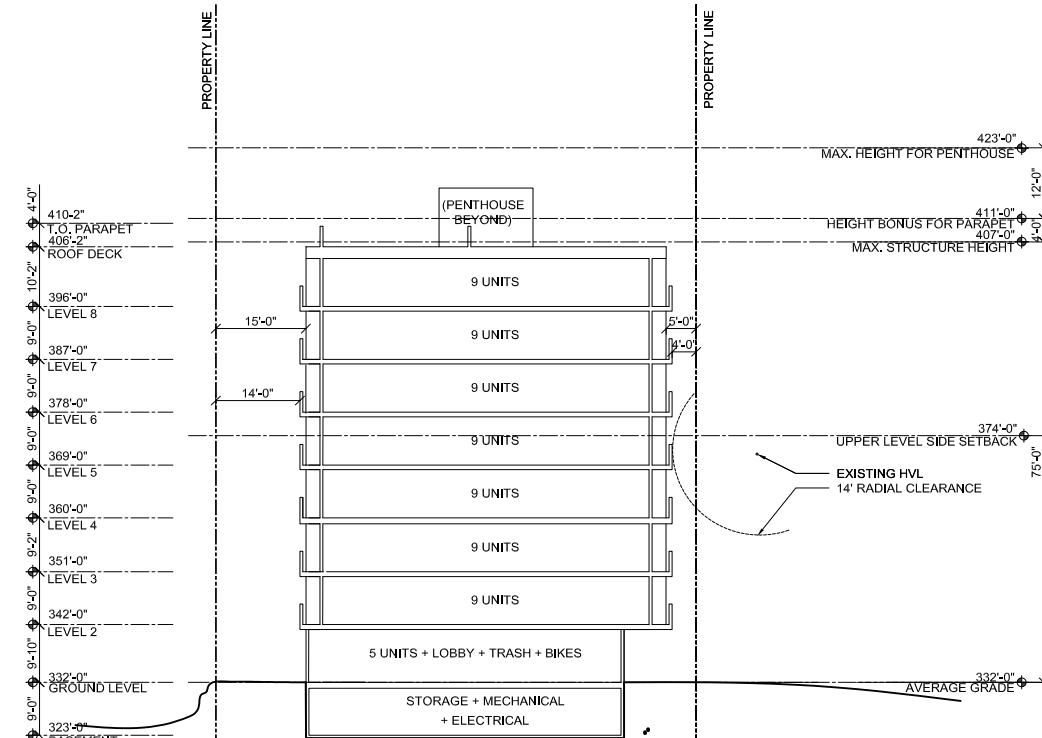 PROPERTY LINE
PROPERTY LINE
423'-0"
MAX. HEIGHT FOR PENTHOUSE
12'-0"
4'-0"
410-2"
T.O. PARAPET
(PENTHOUSE
BEYOND)
411'-0"
HEIGHT BONUS FOR PARAPET
406'-2"
ROOF DECK
407'-0"
MAX. STRUCTURE HEIGHT
4'-0"
10'-2"
9 UNITS
396'-0"
LEVEL 8
15'-0"
5'-0"
9'-0"
9 UNITS
4'-0"
387'-0"
LEVEL 7
9'-0"
14'-0"
9 UNITS
378'-0"
LEVEL 6
374'-0"
UPPER LEVEL SIDE SETBACK
9'-0"
9 UNITS
75'-0"
369'-0"
LEVEL 5
EXISTING HVL
14' RADIAL CLEARANCE
9'-0"
9 UNITS
360'-0"
LEVEL 4
9'-2"
9 UNITS
351'-0"
LEVEL 3
9'-0"
9 UNITS
342'-0"
LEVEL 2
9'-10"
5 UNITS + LOBBY + TRASH + BIKES
332'-0"
GROUND LEVEL
332'-0"
AVERAGE GRADE
9'-0"
STORAGE + MECHANICAL
+ ELECTRICAL
323'-0"
BASEMENT